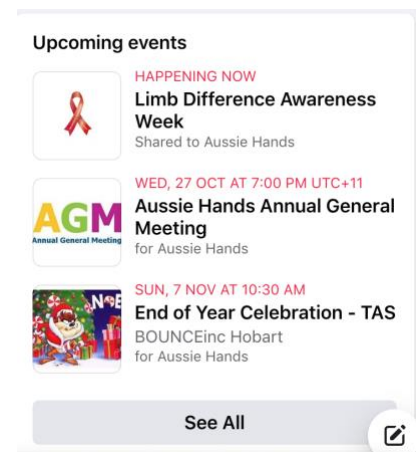 Upcoming events
HAPPENING NOW
Limb Difference Awareness
Week
Shared to Aussie Hands
AGM
Annual General Meeting
WED, 27 OCT AT 7:00 PM UTC+11
Aussie Hands Annual General
Meeting
for Aussie Hands
SUN, 7 NOV AT 10:30 AM
End of Year Celebration - TAS
BOUNCEinc Hobart
for Aussie Hands
See All